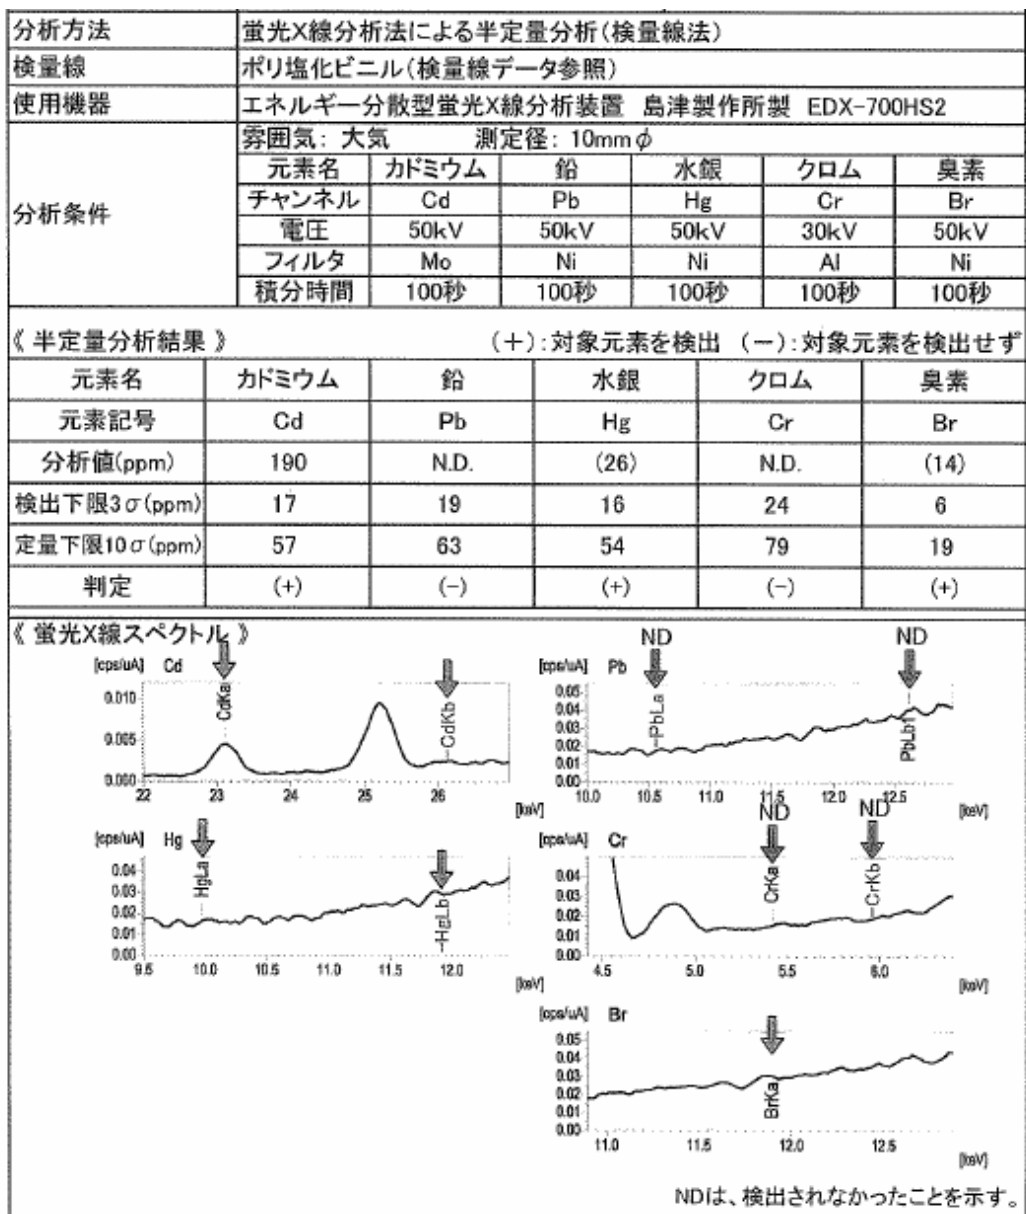 分析方法 蛍光X線分析法による半定量分析(検量線法)
検量線 ポリ塩化ビニル(検量線データ参照)
使用機器 エネルギー分散型蛍光X線分析装置 島津製作所製 EDX-700HS2
分析条件 雰囲気: 大気 測定径: 10mmφ
元素名 カドミウム 鉛 水銀 クロム 臭素
チャンネル Cd Pb Hg Cr Br
電圧 50kV 50kV 50kV 30kV 50kV
フィルタ Mo Ni Ni Al Ni
積分時間 100秒 100秒 100秒 100秒 100秒
《 半定量分析結果 》 (+):対象元素を検出 (−):対象元素を検出せず
元素名 カドミウム 鉛 水銀 クロム 臭素
元素記号 Cd Pb Hg Cr Br
分析値(ppm) 190 N.D. (26) N.D. (14)
検出下限3σ(ppm) 17 19 16 24 6
定量下限10σ(ppm) 57 63 54 79 19
判定 (+) (−) (+) (−) (+)
《 蛍光X線スペクトル 》
[cps/uA] Cd
CdKa
CdKb
0.010
0.005
0.000
22 23 24 25 26
[keV]
ND ND
[cps/uA] Pb
PbLa
PbLb1
0.05
0.04
0.03
0.02
0.01
0.00
10.0 10.5 11.0 11.5 12.0 12.5
[keV]
[cps/uA] Hg
HgLa
HgLb
0.04
0.03
0.02
0.01
0.00
9.5 10.0 10.5 11.0 11.5 12.0
[keV]
ND ND
[cps/uA] Cr
CrKa
CrKb
0.04
0.03
0.02
0.01
0.00
4.5 5.0 5.5 6.0
[keV]
[cps/uA] Br
BrKa
0.05
0.04
0.03
0.02
0.01
0.00
11.0 11.5 12.0 12.5
[keV]
NDは、検出されなかったことを示す。